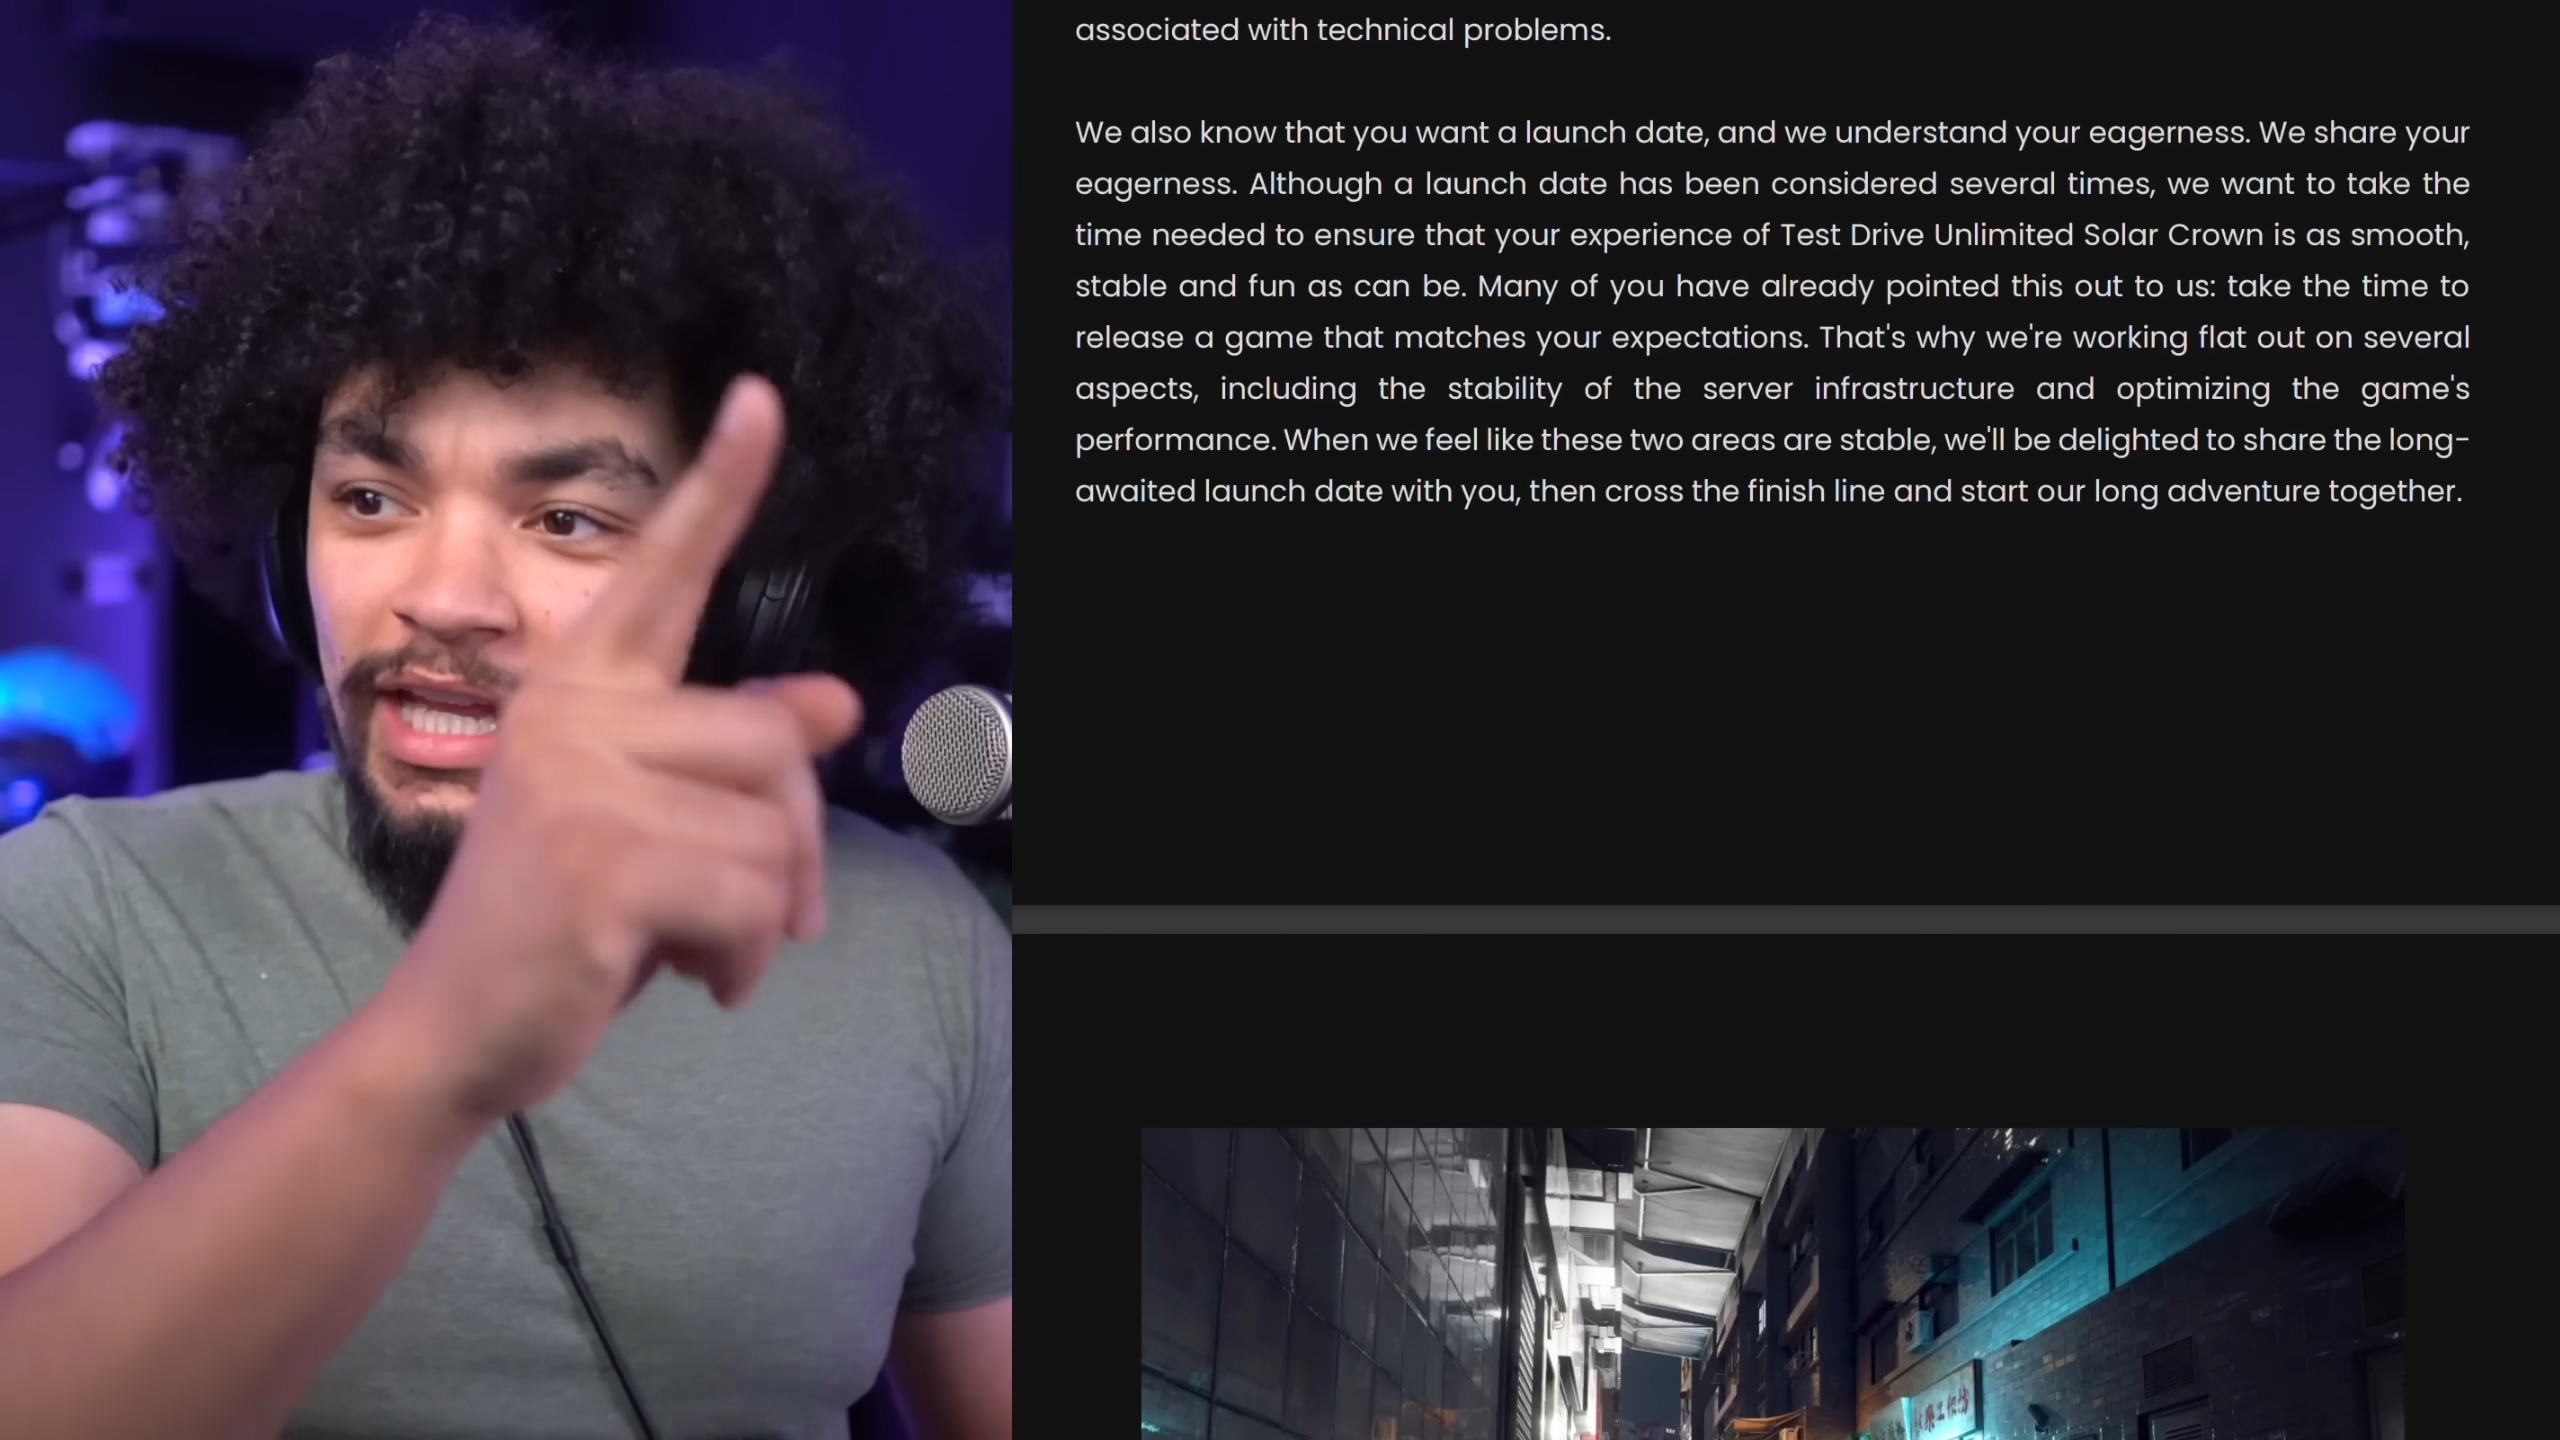 associated with technical problems.
We also know that you want a launch date, and we understand your eagerness. We share your
eagerness. Although a launch date has been considered several times, we want to take the
time needed to ensure that your experience of Test Drive Unlimited Solar Crown is as smooth,
stable and fun as can be. Many of you have already pointed this out to us: take the time to
release a game that matches your expectations. That's why we're working flat out on several
aspects, including the stability of the server infrastructure and optimizing the game's
performance. When we feel like these two areas are stable, we'll be delighted to share the long-
awaited launch date with you, then cross the finish line and start our long adventure together.